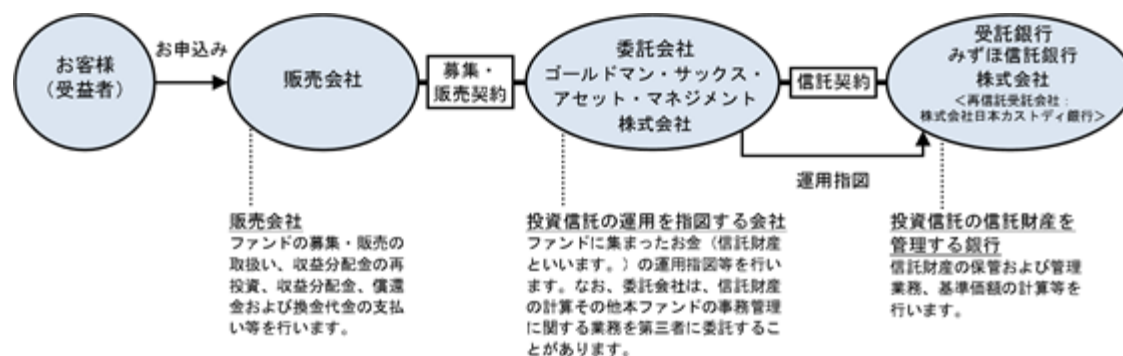 お客様
（受益者）
お申込み
販売会社
募集・
販売契約
委託会社
ゴールドマン・サックス・
アセット・マネジメント
株式会社
信託契約
受託銀行
みずほ信託銀行
株式会社
＜再信託受託会社：
株式会社日本カストディ銀行＞
運用指図
販売会社
ファンドの募集・販売の
取扱い、収益分配金の再
投資、収益分配金、償還
金および換金代金の支払
い等を行います。
投資信託の運用を指図する会社
ファンドに集まったお金（信託財産
といいます。）の運用指図等を行い
ます。なお、委託会社は、信託財産
の計算その他本ファンドの事務管理
に関する業務を第三者に委託するこ
とがあります。
投資信託の信託財産を
管理する銀行
信託財産の保管および管理
業務、基準価額の計算等を
行います。